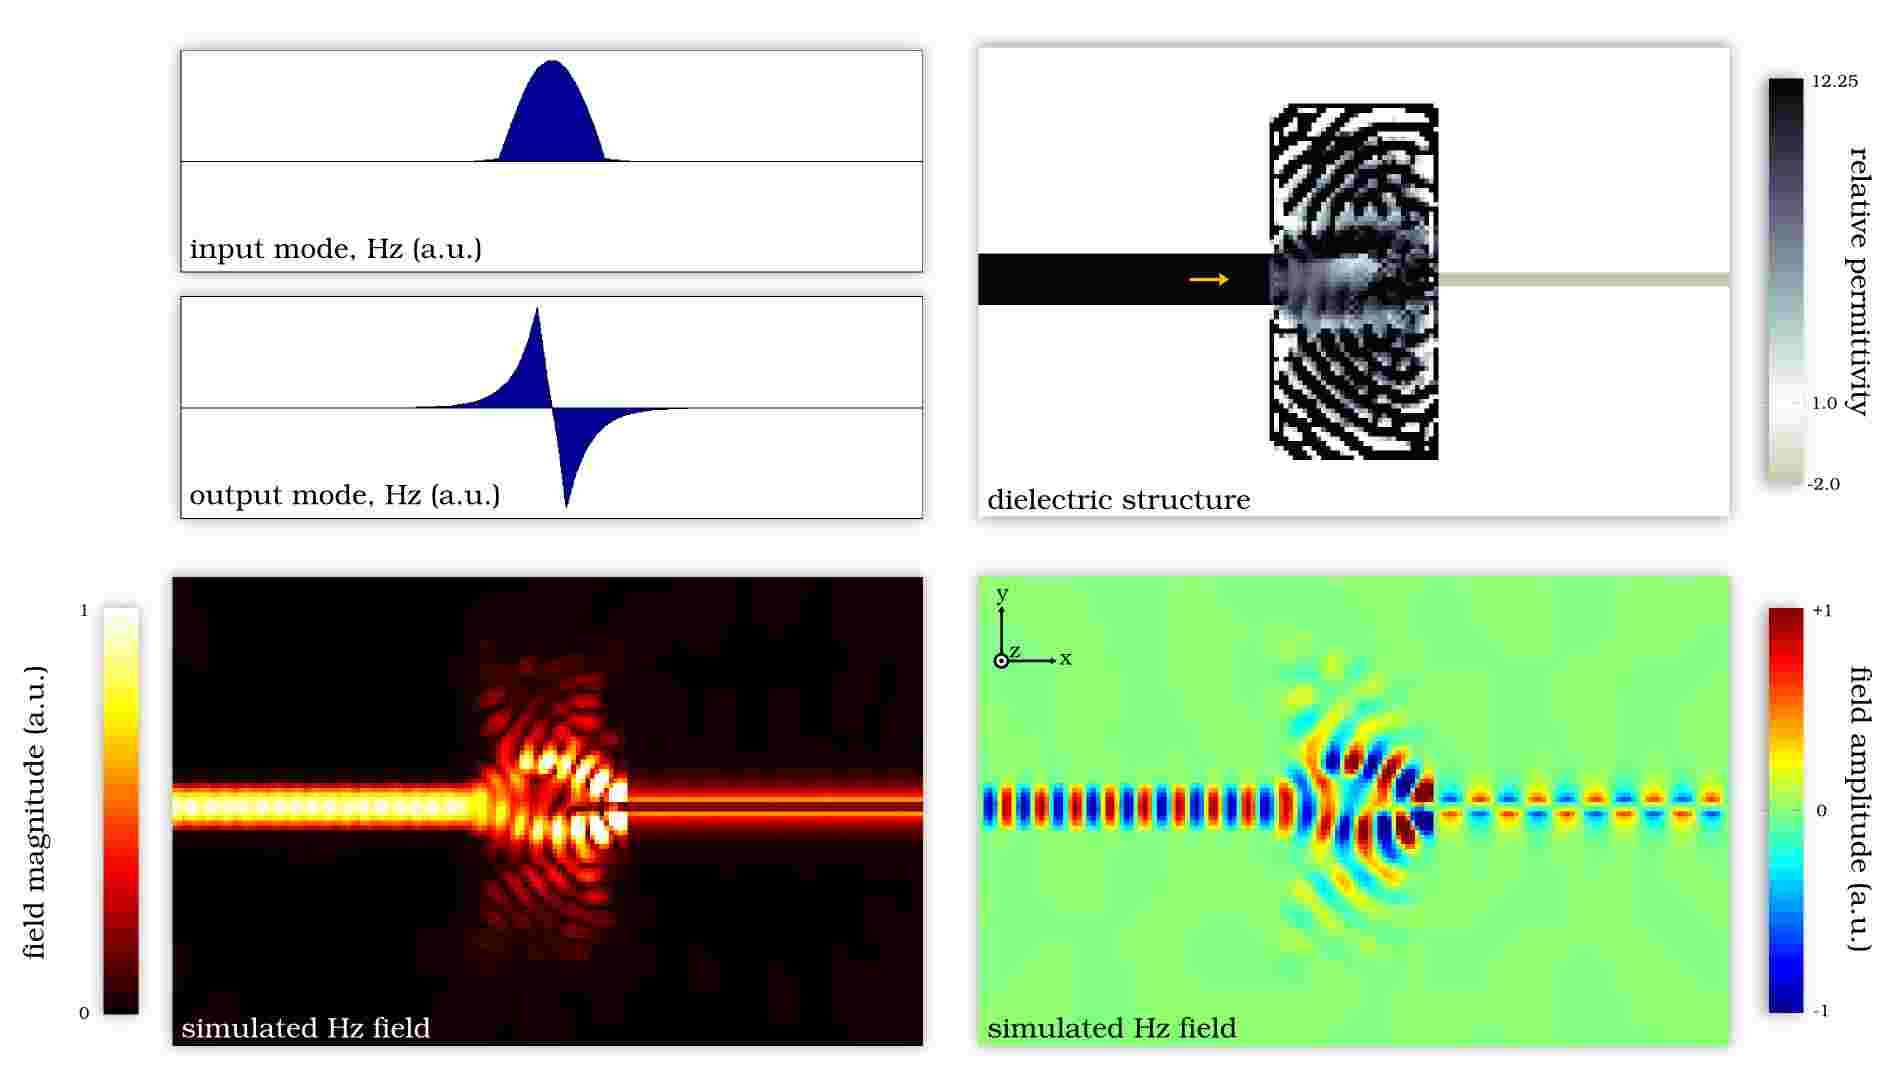 input mode, Hz (a.u.)
output mode, Hz (a.u.)
12.25
1.0
-2.0
relative permittivity
dielectric structure
1
0
field magnitude (a.u.)
simulated Hz field
y
z
x
simulated Hz field
+1
0
-1
field amplitude (a.u.)